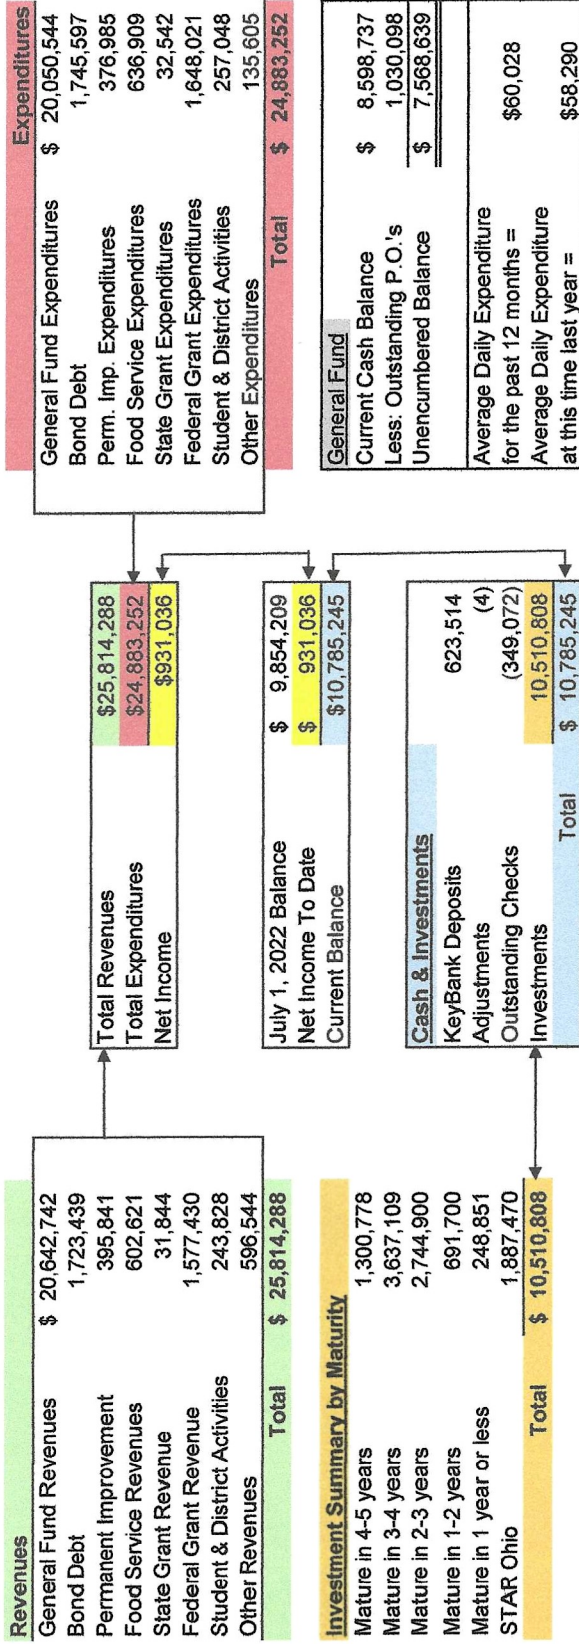 Revenues
General Fund Revenues $ 20,642,742
Bond Debt 1,723,439
Permanent Improvement 395,841
Food Service Revenues 602,621
State Grant Revenue 31,844
Federal Grant Revenue 1,577,430
Student & District Activities 243,828
Other Revenues 596,544
Total $ 25,814,288
Investment Summary by Maturity
Mature in 4-5 years 1,300,778
Mature in 3-4 years 3,637,109
Mature in 2-3 years 2,744,900
Mature in 1-2 years 691,700
Mature in 1 year or less 248,851
STAR Ohio 1,887,470
Total $ 10,510,808
Total Revenues $25,814,288
Total Expenditures $24,883,252
Net Income $931,036
July 1, 2022 Balance $ 9,854,209
Net Income To Date $ 931,036
Current Balance $10,785,245
Cash & Investments
KeyBank Deposits 623,514
Adjustments (4)
Outstanding Checks (349,072)
Investments 10,510,808
Total $ 10,785,245
Expenditures
General Fund Expenditures $ 20,050,544
Bond Debt 1,745,597
Perm. Imp. Expenditures 376,985
Food Service Expenditures 636,909
State Grant Expenditures 32,542
Federal Grant Expenditures 1,648,021
Student & District Activities 257,048
Other Expenditures 135,605
Total $ 24,883,252
General Fund
Current Cash Balance $ 8,598,737
Less: Outstanding P.O.'s 1,030,098
Unencumbered Balance $ 7,568,639
Average Daily Expenditure
for the past 12 months = $60,028
Average Daily Expenditure
at this time last year = $58,290